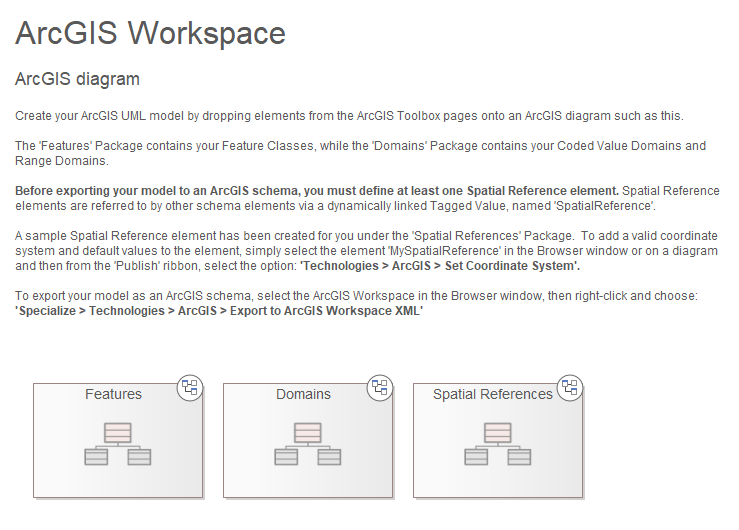 ArcGIS Workspace
ArcGIS diagram
Create your ArcGIS UML model by dropping elements from the ArcGIS Toolbox pages onto an ArcGIS diagram such as this.
The 'Features' Package contains your Feature Classes, while the 'Domains' Package contains your Coded Value Domains and
Range Domains.
Before exporting your model to an ArcGIS schema, you must define at least one Spatial Reference element. Spatial Reference
elements are referred to by other schema elements via a dynamically linked Tagged Value, named 'SpatialReference'.
A sample Spatial Reference element has been created for you under the 'Spatial References' Package.  To add a valid coordinate
system and default values to the element, simply select the element 'MySpatialReference' in the Browser window or on a diagram
and then from the 'Publish' ribbon, select the option: 'Technologies > ArcGIS > Set Coordinate System'.
To export your model as an ArcGIS schema, select the ArcGIS Workspace in the Browser window, then right-click and choose:
'Specialize > Technologies > ArcGIS > Export to ArcGIS Workspace XML'
Features
Domains
Spatial References